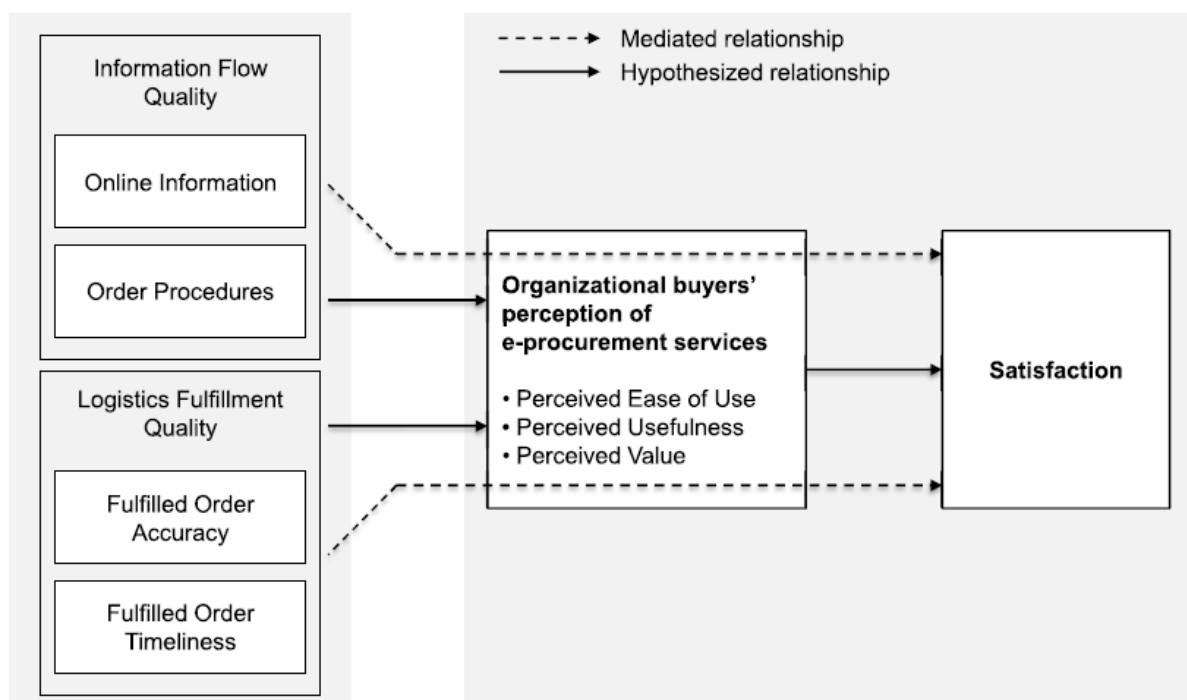 Information Flow
Quality
Online Information
Order Procedures
Logistics Fulfillment
Quality
Fulfilled Order
Accuracy
Fulfilled Order
Timeliness
Mediated relationship
Hypothesized relationship
Organizational buyers’
perception of
e-procurement services
• Perceived Ease of Use
• Perceived Usefulness
• Perceived Value
Satisfaction